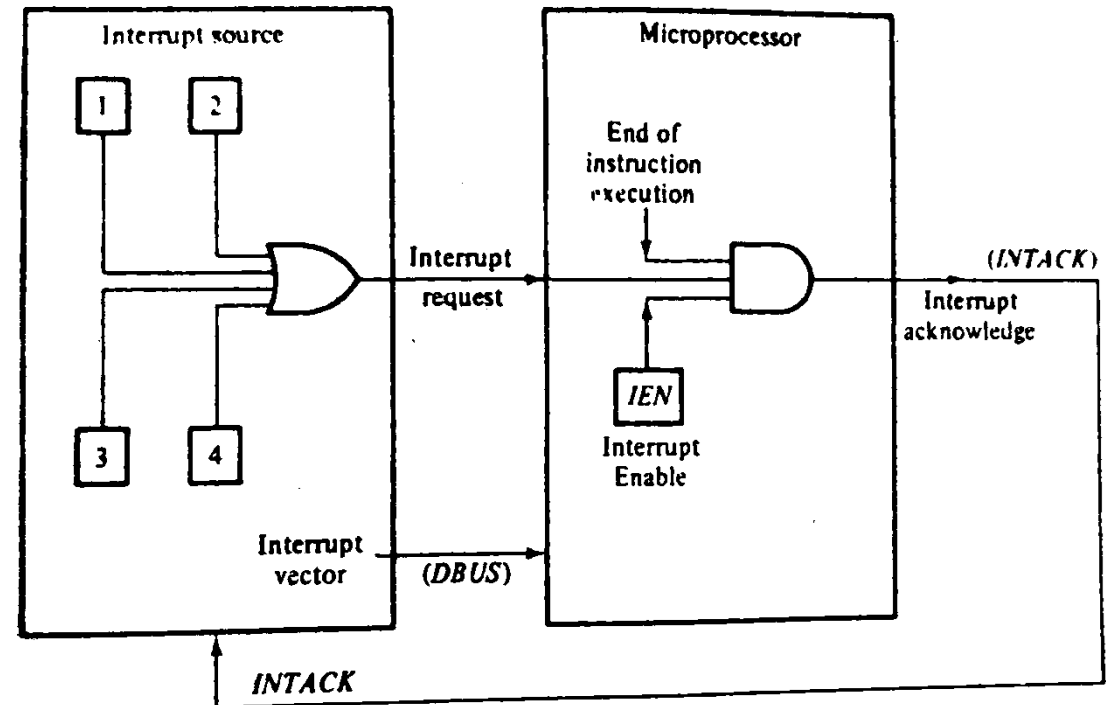 Interrupt source
1
2
3
4
Interrupt
vector
Interrupt
request
(DBUS)
Microprocessor
End of
instruction
execution
IEN
Interrupt
Enable
(INTACK)
Interrupt
acknowledge
INTACK